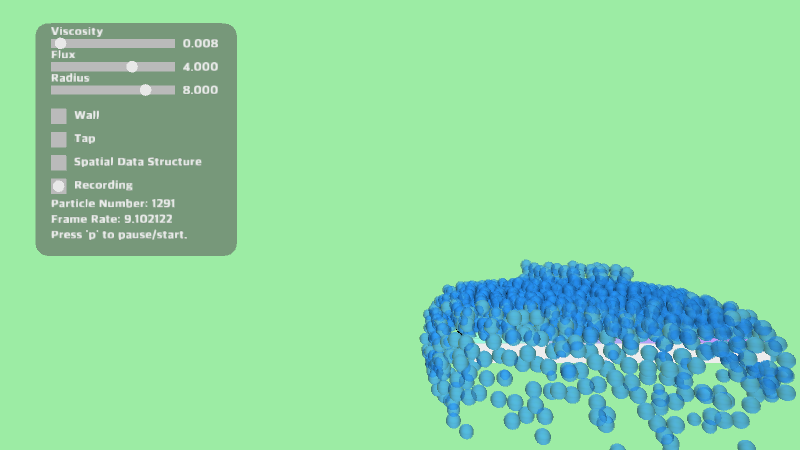 Viscosity
0.008
Flux
4.000
Radius
8.000
Wall
Tap
Spatial Data Structure
Recording
Particle Number: 1291
Frame Rate: 9.102122
Press 'p' to pause/start.